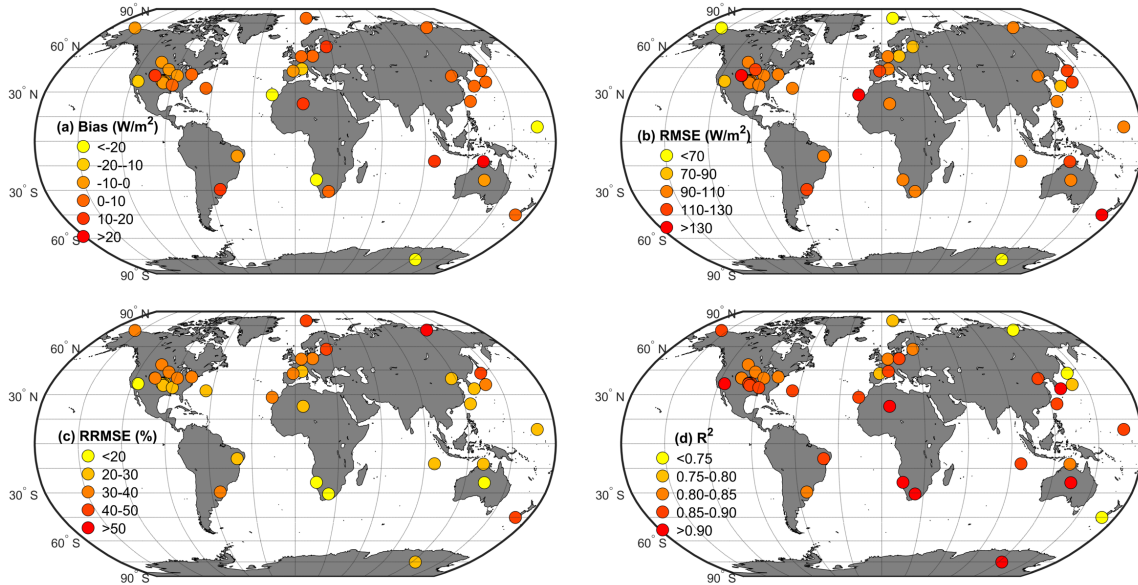 90° N
60° N
30° N
30° S
60° S
90° S
(a) Bias (W/m²)
<-20
-20--10
-10-0
0-10
10-20
>20
90° N
60° N
30° N
30° S
60° S
90° S
(b) RMSE (W/m²)
<70
70-90
90-110
110-130
>130
90° N
60° N
30° N
30° S
60° S
90° S
(c) RRMSE (%)
<20
20-30
30-40
40-50
>50
90° N
60° N
30° N
30° S
60° S
90° S
(d) R²
<0.75
0.75-0.80
0.80-0.85
0.85-0.90
>0.90